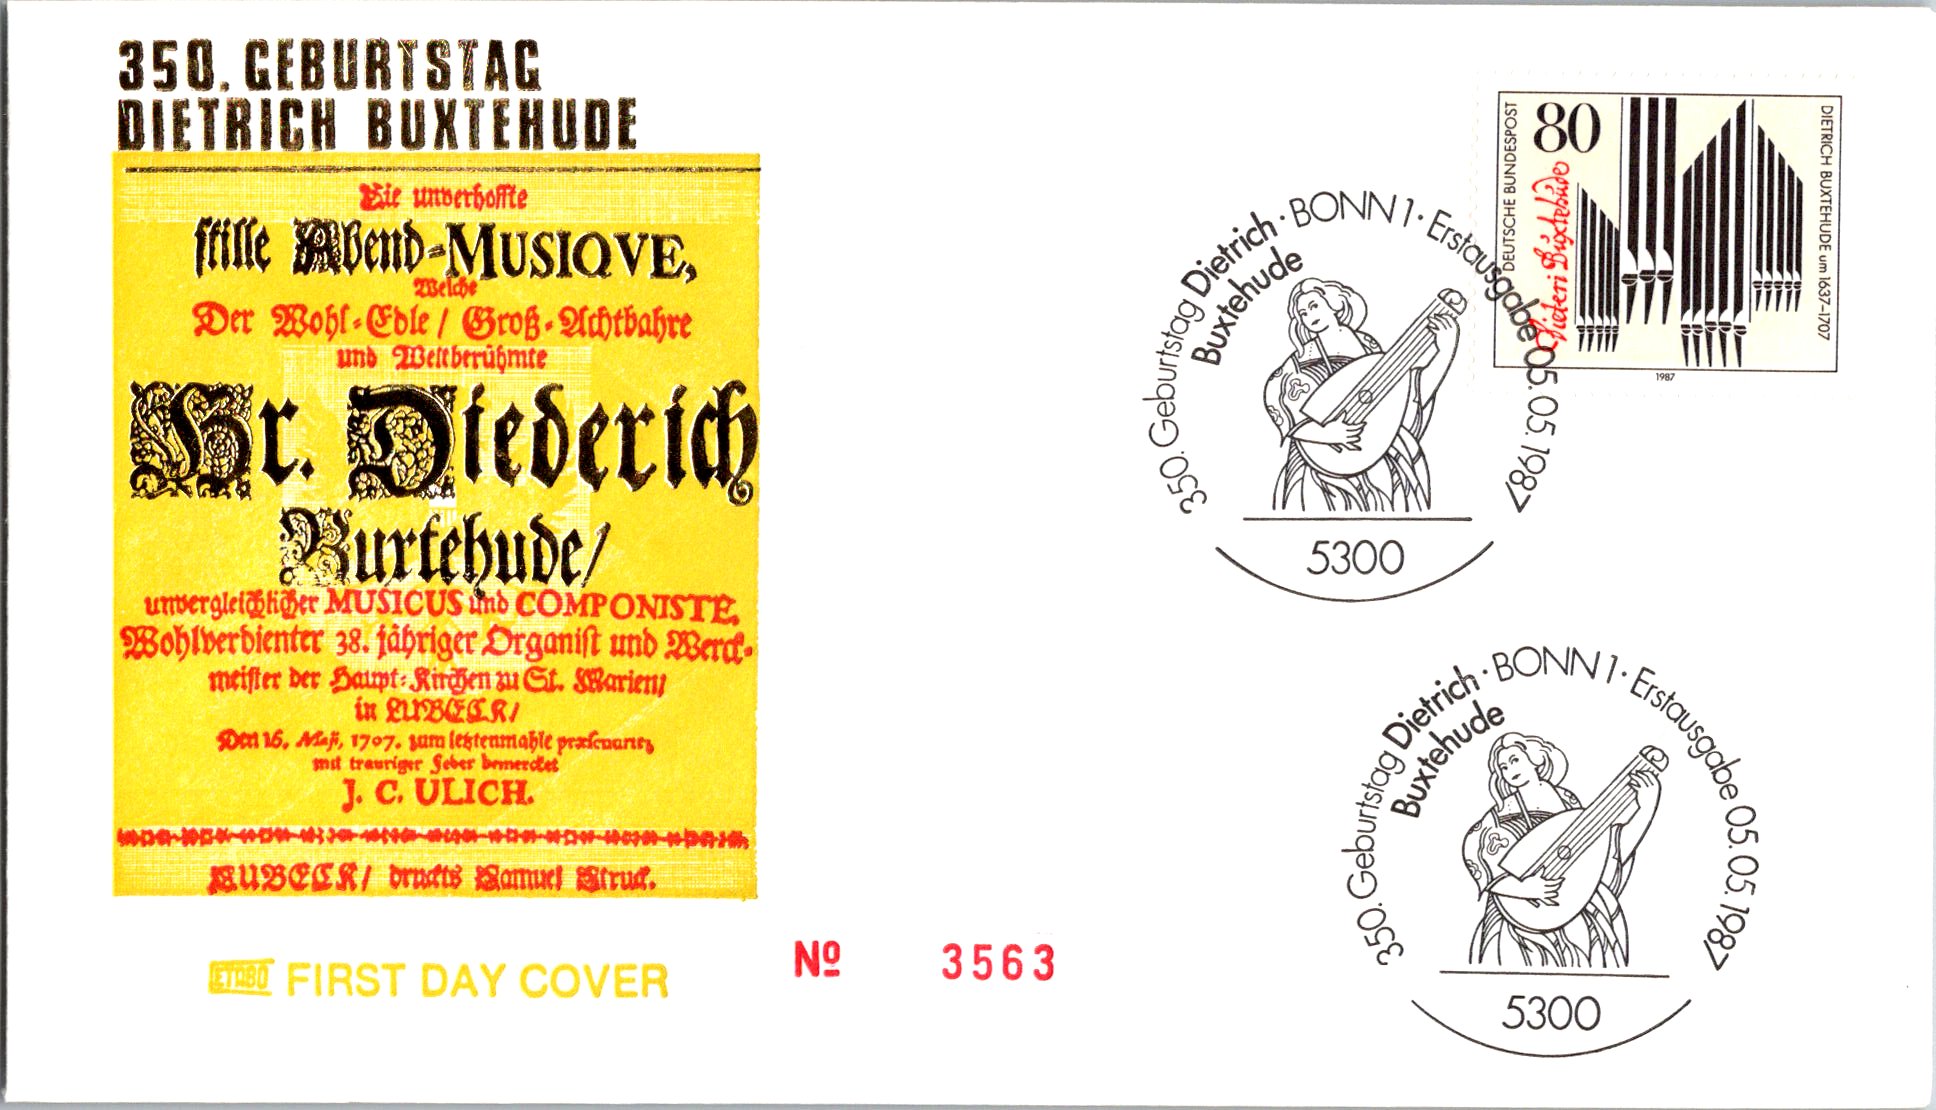 350. GEBURTSTAG
DIETRICH BUXTEHUDE
Die unverhoffte
stille Abend=MUSIQVE,
Welche
Der Wohl=Edle / Groß=Achtbahre
und Weltberühmte
Hr. Diederich
Buxtehude/
unvergleichlicher MUSICUS und COMPONISTE,
Wohlverdienter 38. jähriger Organist und Werck-
meister der Haupt=Kirchen zu St. Marien/
in LUBECK/
Den 16. Maji, 1707. zum letztenmahle præsentirte,
mit trauriger Feder bemercket
J. C. ULICH.
LUBECK/ druckts Samuel Struck.
ETABO FIRST DAY COVER
Nº 3563
DEUTSCHE BUNDESPOST
80
Dieteri Buxtehude
DIETRICH BUXTEHUDE 1 um 1637-1707
1987
350. Geburtstag Dietrich Buxtehude · BONN 1 · Erstausgabe 05.05.1987
5300
350. Geburtstag Dietrich Buxtehude · BONN 1 · Erstausgabe 05.05.1987
5300